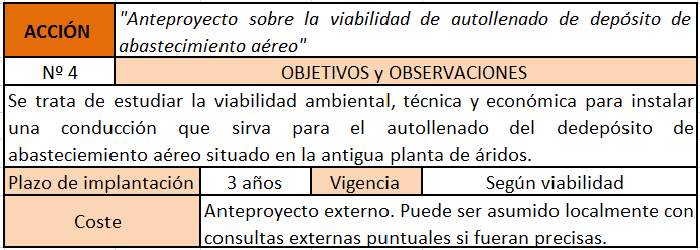 ACCIÓN
"Anteproyecto sobre la viabilidad de autollenado de depósito de
abastecimiento aéreo"
Nº 4
OBJETIVOS y OBSERVACIONES
Se trata de estudiar la viabilidad ambiental, técnica y económica para instalar
una conducción que sirva para el autollenado del dedepósito de
abasteciemiento aéreo situado en la antigua planta de áridos.
Plazo de implantación 3 años Vigencia Según viabilidad
Coste
Anteproyecto externo. Puede ser asumido localmente con
consultas externas puntuales si fueran precisas.